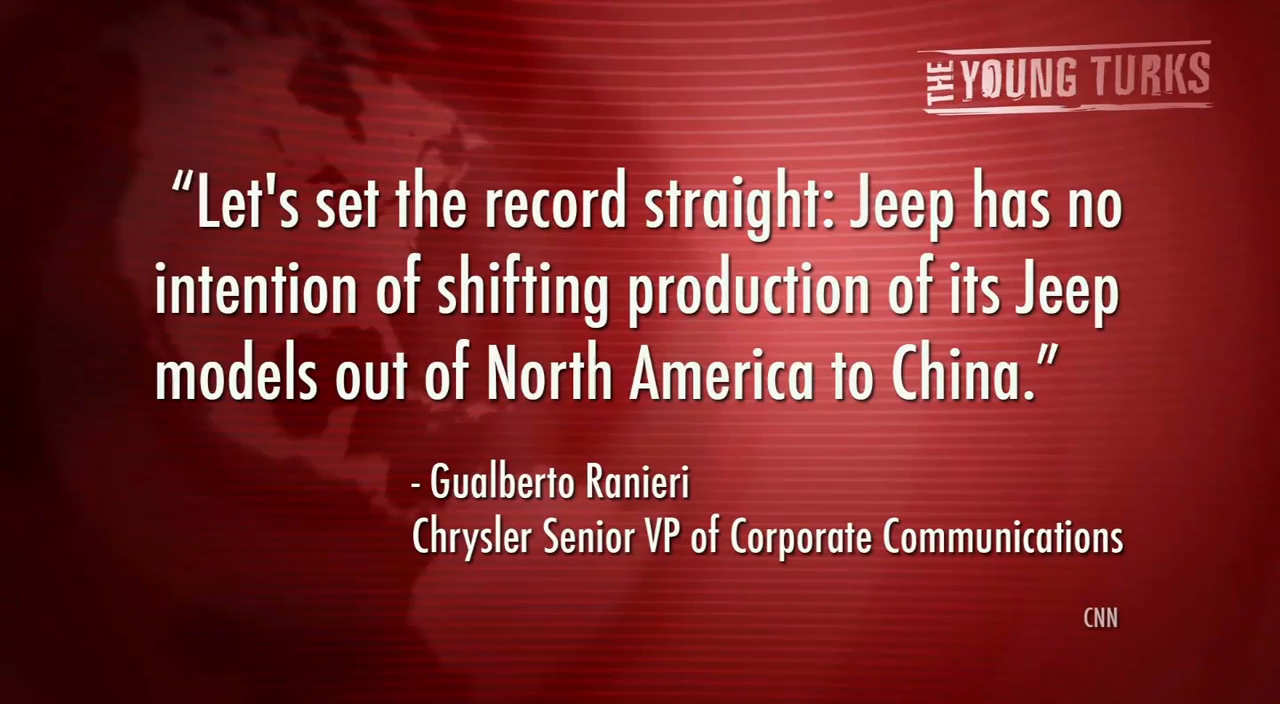 THE YOUNG TURKS
“Let's set the record straight: Jeep has no
intention of shifting production of its Jeep
models out of North America to China.”
- Gualberto Ranieri
Chrysler Senior VP of Corporate Communications
CNN